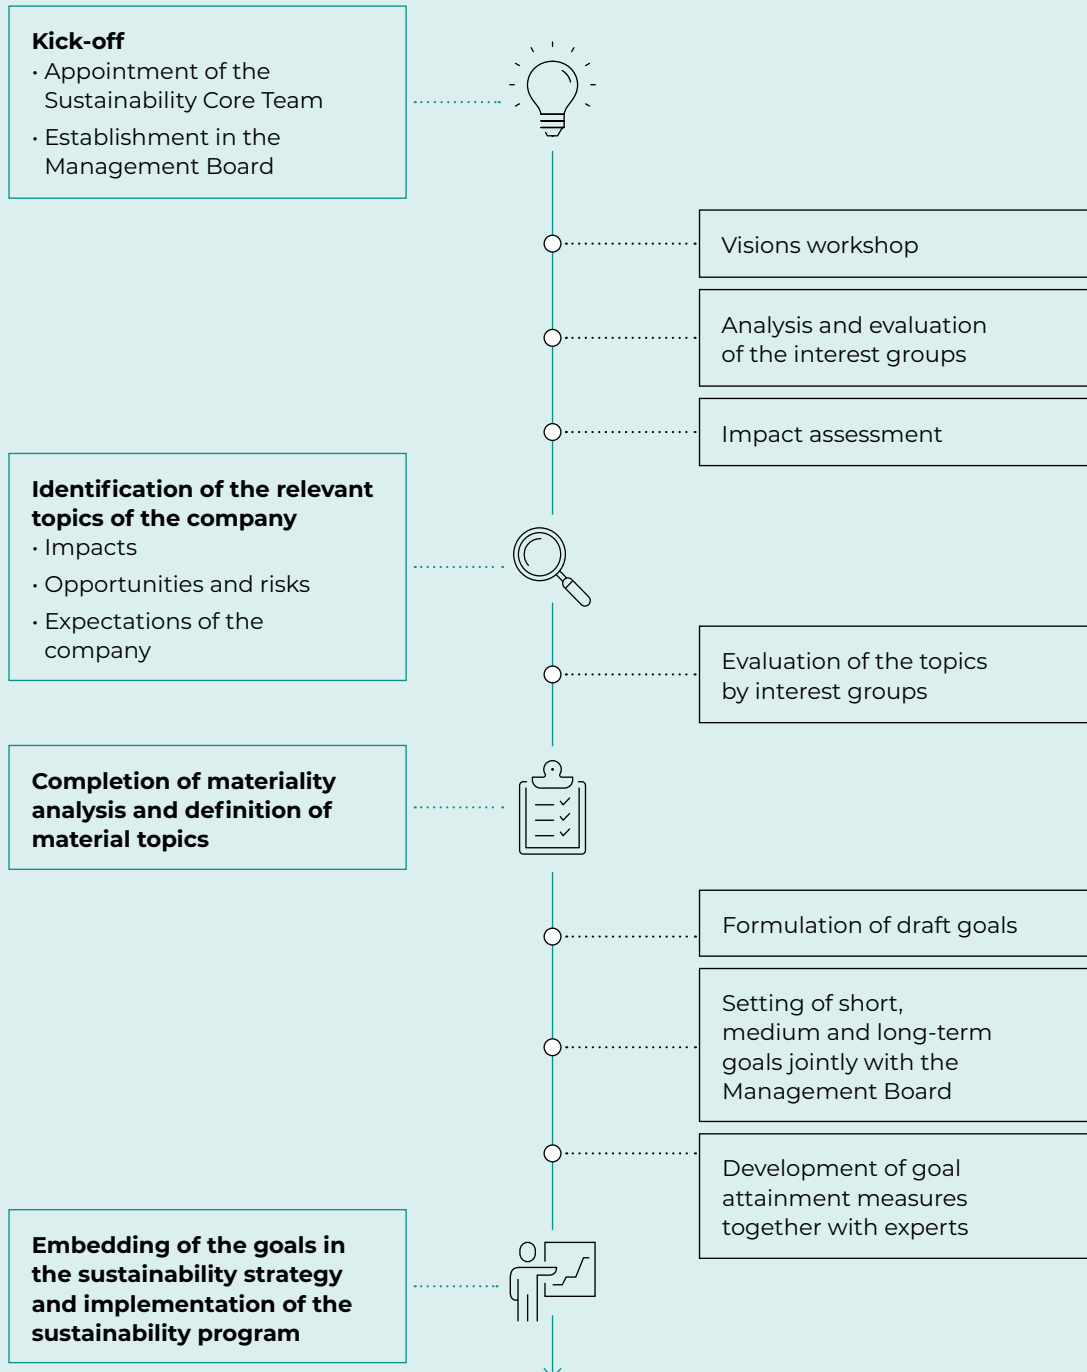 Kick-off
· Appointment of the
Sustainability Core Team
· Establishment in the
Management Board
Visions workshop
Analysis and evaluation
of the interest groups
Impact assessment
Identification of the relevant
topics of the company
· Impacts
· Opportunities and risks
· Expectations of the
company
Evaluation of the topics
by interest groups
Completion of materiality
analysis and definition of
material topics
Formulation of draft goals
Setting of short,
medium and long-term
goals jointly with the
Management Board
Development of goal
attainment measures
together with experts
Embedding of the goals in
the sustainability strategy
and implementation of the
sustainability program